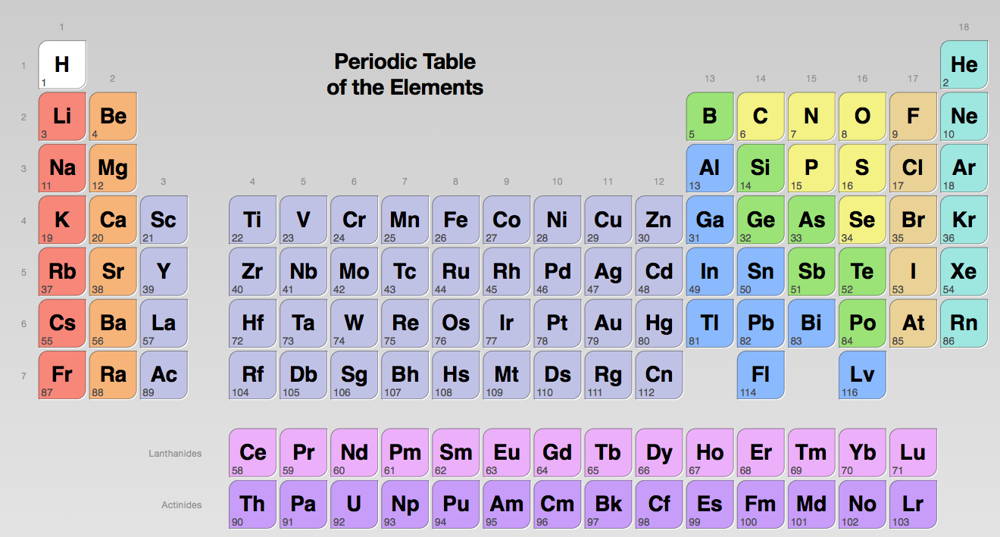 1 18
1 H He
1 2
2 13 14 15 16 17
2 Li Be B C N O F Ne
3 4 5 6 7 8 9 10
3 Na Mg Al Si P S Cl Ar
11 12 13 14 15 16 17 18
3 4 5 6 7 8 9 10 11 12
4 K Ca Sc Ti V Cr Mn Fe Co Ni Cu Zn Ga Ge As Se Br Kr
19 20 21 22 23 24 25 26 27 28 29 30 31 32 33 34 35 36
5 Rb Sr Y Zr Nb Mo Tc Ru Rh Pd Ag Cd In Sn Sb Te I Xe
37 38 39 40 41 42 43 44 45 46 47 48 49 50 51 52 53 54
6 Cs Ba La Hf Ta W Re Os Ir Pt Au Hg Tl Pb Bi Po At Rn
55 56 57 72 73 74 75 76 77 78 79 80 81 82 83 84 85 86
7 Fr Ra Ac Rf Db Sg Bh Hs Mt Ds Rg Cn Fl Lv
87 88 89 104 105 106 107 108 109 110 111 112 114 116
Periodic Table
of the Elements
Lanthanides Ce Pr Nd Pm Sm Eu Gd Tb Dy Ho Er Tm Yb Lu
58 59 60 61 62 63 64 65 66 67 68 69 70 71
Actinides Th Pa U Np Pu Am Cm Bk Cf Es Fm Md No Lr
90 91 92 93 94 95 96 97 98 99 100 101 102 103